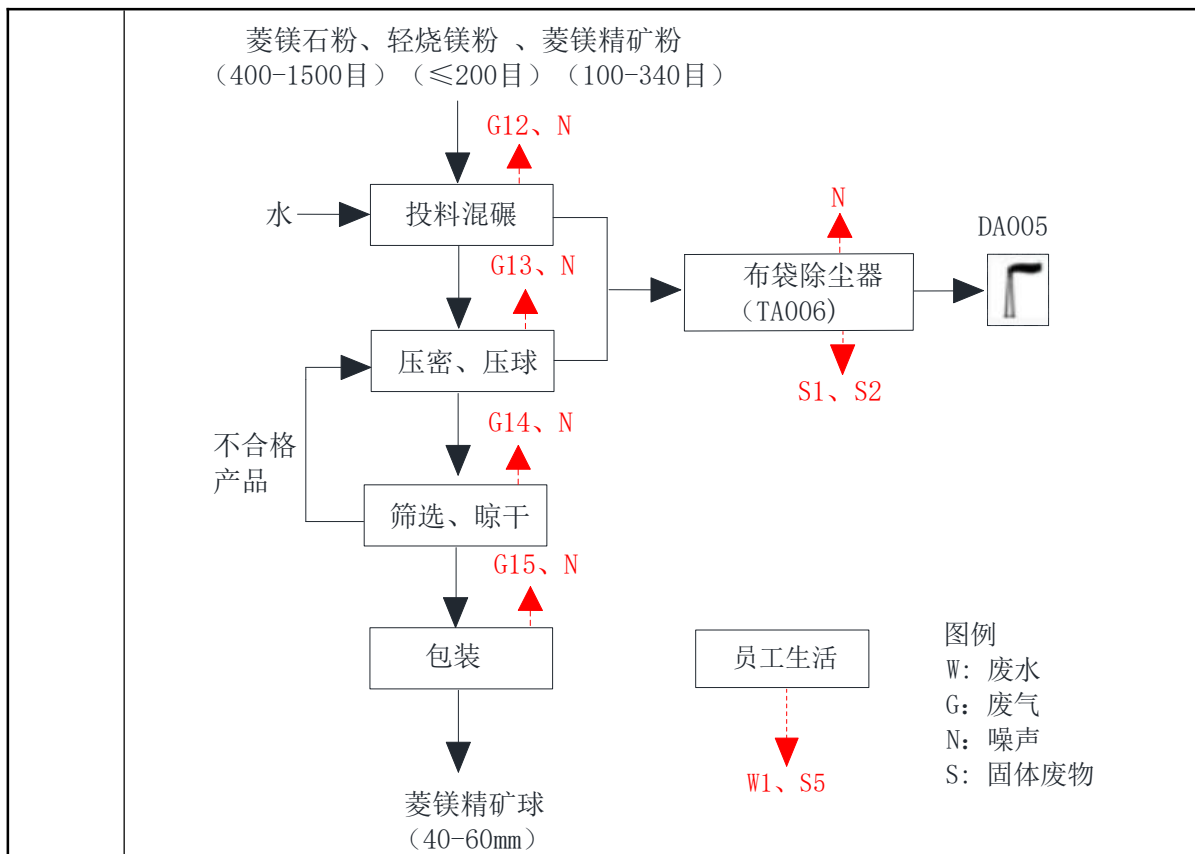 菱镁石粉、轻烧镁粉 、菱镁精矿粉
（400-1500目）（≤200目）（100-340目）
G12、N
水
投料混碾
N
DA005
G13、N
布袋除尘器
（TA006)
压密、压球
S1、S2
G14、N
不合格
产品
筛选、晾干
G15、N
包装
员工生活
图例
W: 废水
G: 废气
N: 噪声
S: 固体废物
W1、S5
菱镁精矿球
（40-60mm）